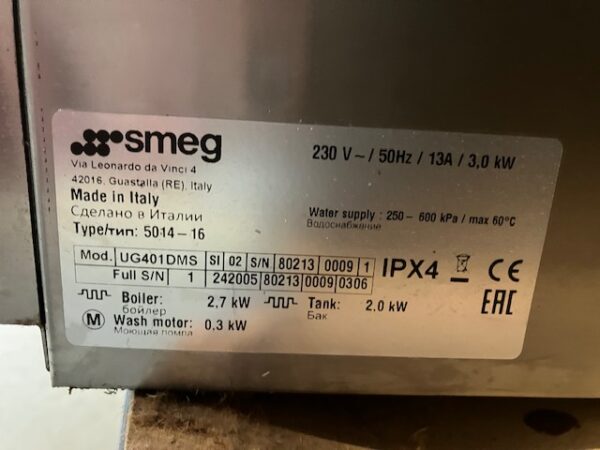 smeg
230 V~ / 50Hz / 13A / 3,0 kW
Via Leonardo da Vinci 4
42016, Guastalla (RE), Italy
Made in Italy
Сделано в Италии
Water supply : 250 - 600 kPa / max 60°C
Водоснабжение
Type/тип: 5014-16
Mod. UG401DMS SI 02 S/N 80213 0009 1
Full S/N 1 242005 80213 0009 0306
IPX4 CE
EAC
Boiler: 2,7 kW Tank: 2.0 kW
бойлер Бак
M Wash motor: 0,3 kW
Моющая помпа